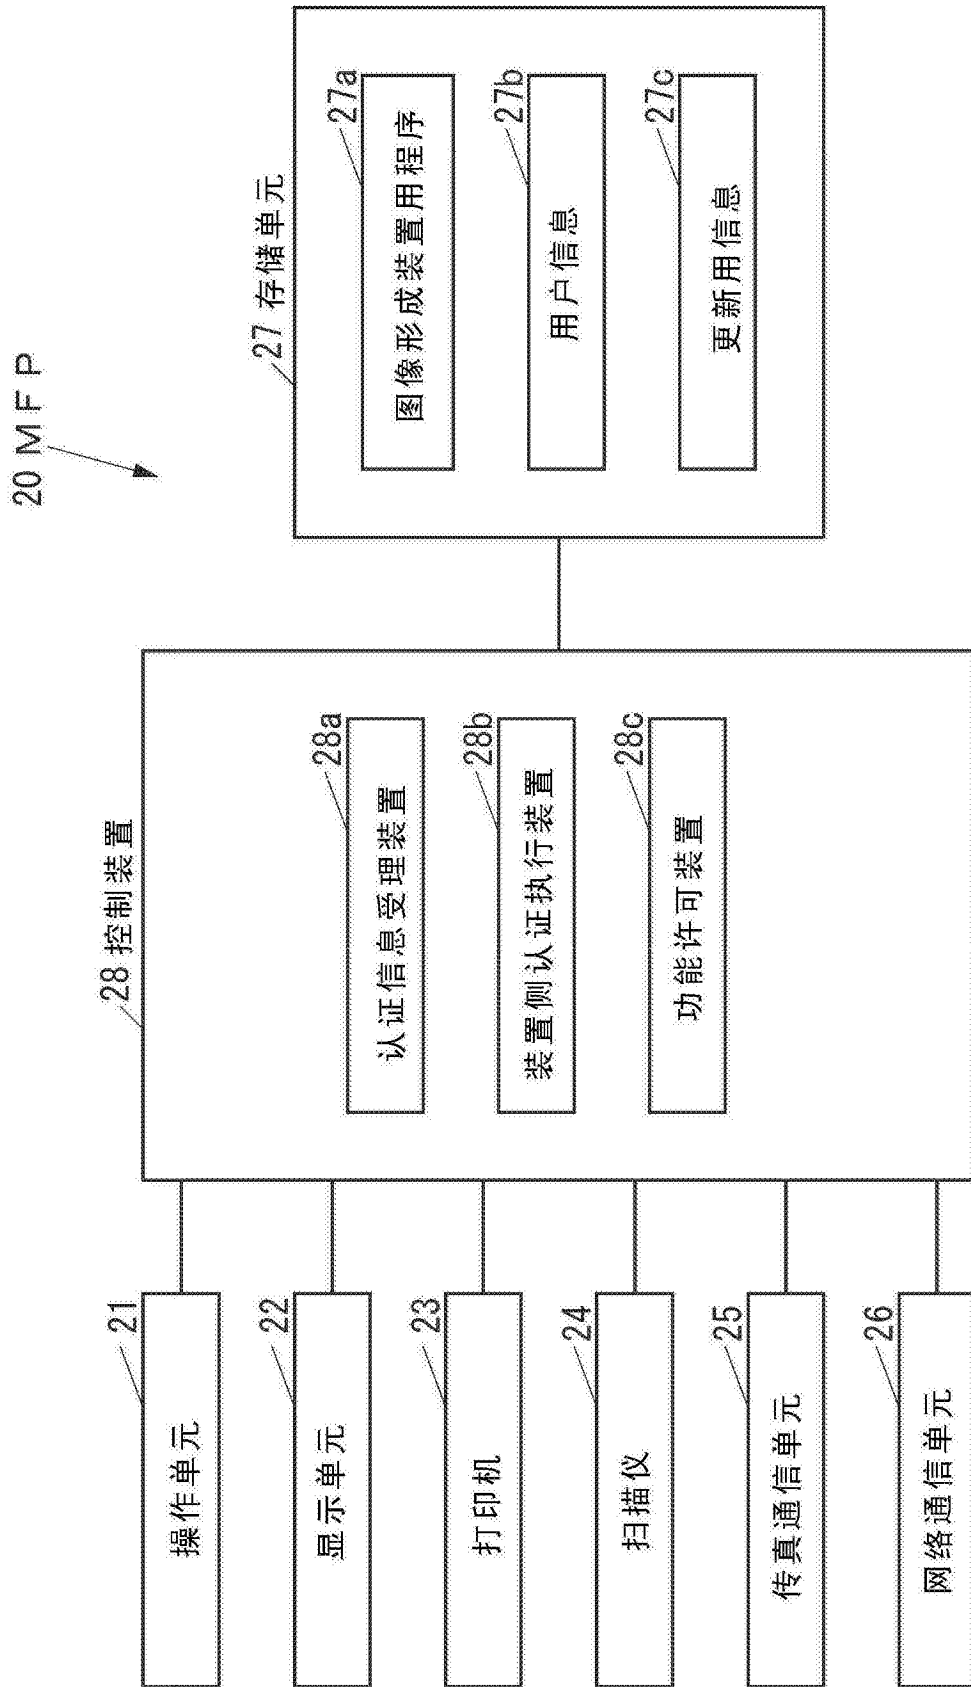 20 MFP
21
操作单元
22
显示单元
23
打印机
24
扫描仪
25
传真通信单元
26
网络通信单元
28 控制装置
28a
认证信息受理装置
28b
装置侧认证执行装置
28c
功能许可装置
27 存储单元
27a
图像形成装置用程序
27b
用户信息
27c
更新用信息